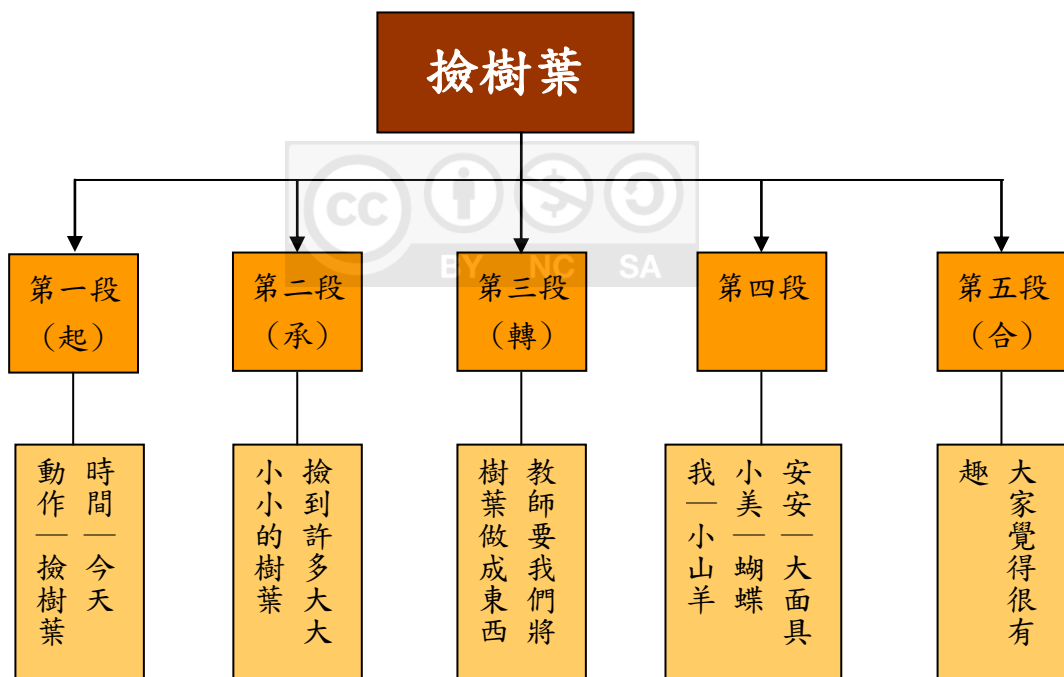 撿樹葉
CC
BY NC SA
第一段
（起）
第二段
（承）
第三段
（轉）
第四段
第五段
（合）
時間—今天
動作—撿樹葉
撿到許多大大
小小的樹葉
教師要我們將
樹葉做成東西
安安—大面具
小美—蝴蝶
我—小山羊
大家覺得很有
趣